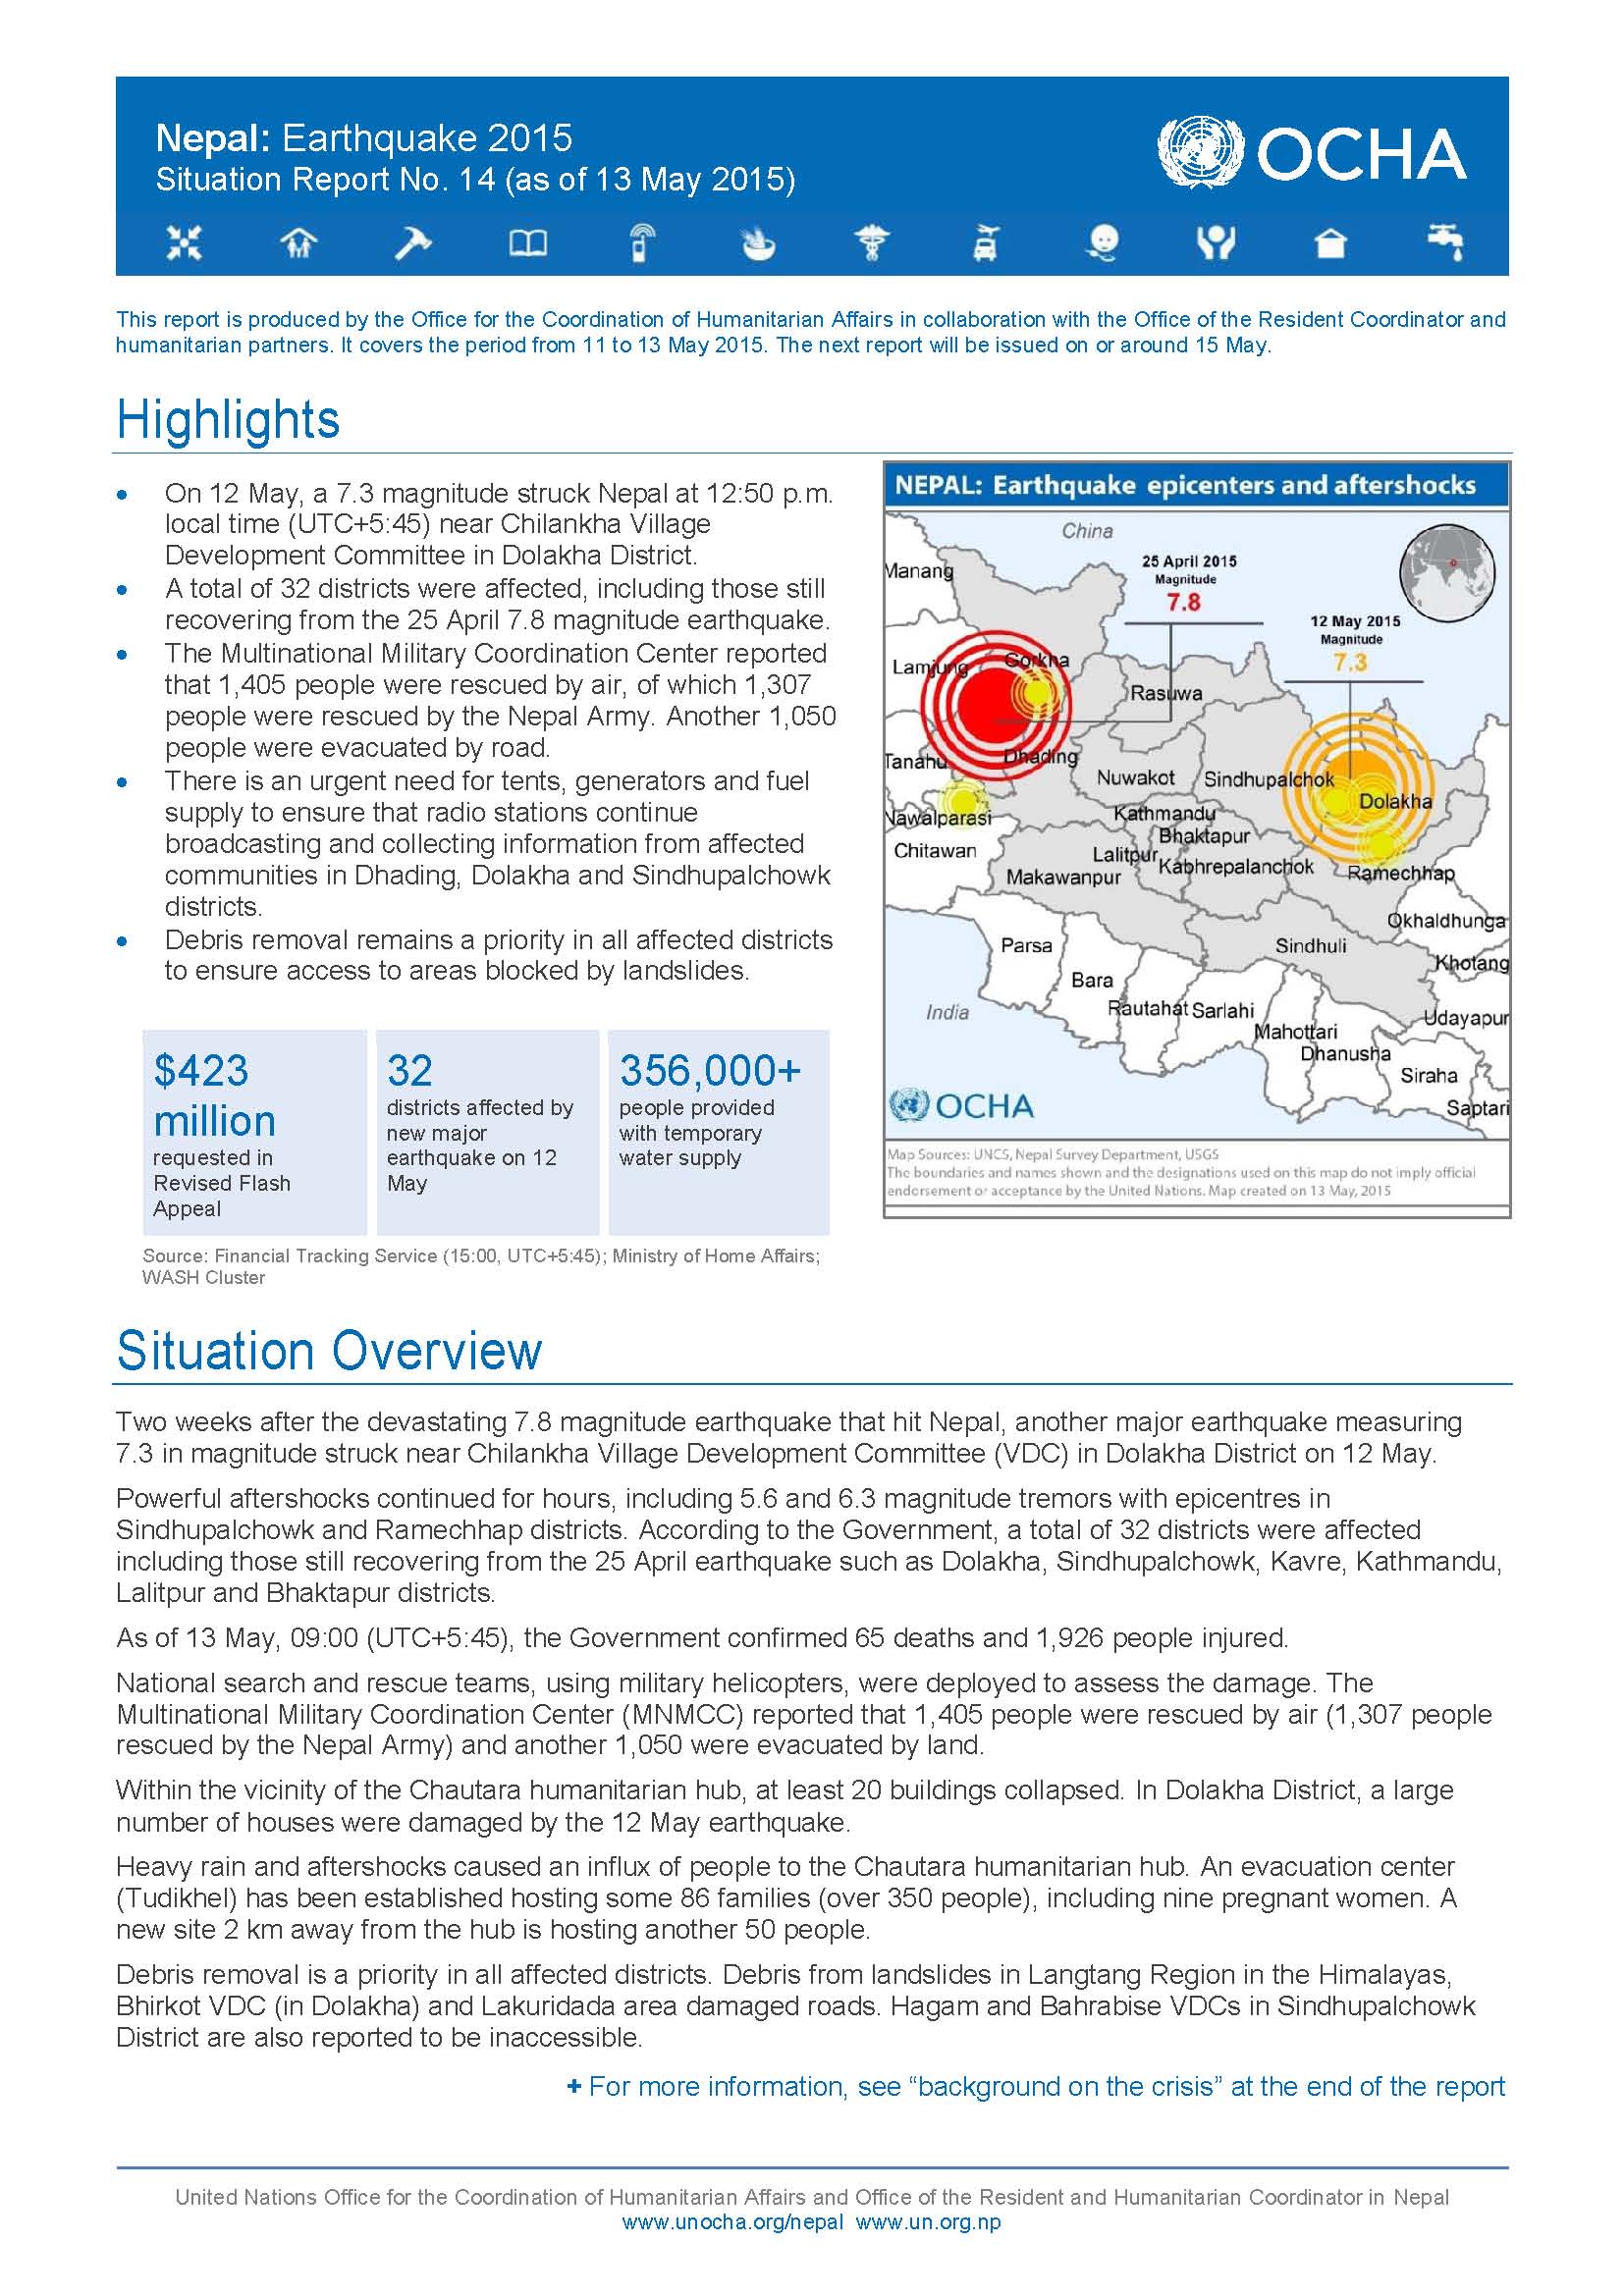 Nepal: Earthquake 2015
Situation Report No. 14 (as of 13 May 2015)
OCHA
This report is produced by the Office for the Coordination of Humanitarian Affairs in collaboration with the Office of the Resident Coordinator and
humanitarian partners. It covers the period from 11 to 13 May 2015. The next report will be issued on or around 15 May.
Highlights
• On 12 May, a 7.3 magnitude struck Nepal at 12:50 p.m.
local time (UTC+5:45) near Chilankha Village
Development Committee in Dolakha District.
• A total of 32 districts were affected, including those still
recovering from the 25 April 7.8 magnitude earthquake.
• The Multinational Military Coordination Center reported
that 1,405 people were rescued by air, of which 1,307
people were rescued by the Nepal Army. Another 1,050
people were evacuated by road.
• There is an urgent need for tents, generators and fuel
supply to ensure that radio stations continue
broadcasting and collecting information from affected
communities in Dhading, Dolakha and Sindhupalchowk
districts.
• Debris removal remains a priority in all affected districts
to ensure access to areas blocked by landslides.
$423
million
requested in
Revised Flash
Appeal
32
districts affected by
new major
earthquake on 12
May
356,000+
people provided
with temporary
water supply
Source: Financial Tracking Service (15:00, UTC+5:45); Ministry of Home Affairs;
WASH Cluster
NEPAL: Earthquake epicenters and aftershocks
China
25 April 2015
Magnitude
7.8
12 May 2015
Magnitude
7.3
Manang
Lamjung
Gorkha
Rasuwa
Tanahu
Dhading
Nuwakot
Sindhupalchok
Dolakha
Nawalparasi
Kathmandu
Bhaktapur
Chitawan
Lalitpur
Kabhrepalanchok
Makawanpur
Ramechhap
Okhaldhunga
Parsa
Sindhuli
Khotang
Bara
India
Rautahat
Sarlahi
Udayapur
Mahottari
Dhanusha
Siraha
Saptari
OCHA
Map Sources: UNCS, Nepal Survey Department, USGS
The boundaries and names shown and the designations used on this map do not imply official
endorsement or acceptance by the United Nations. Map created on 13 May, 2015
Situation Overview
Two weeks after the devastating 7.8 magnitude earthquake that hit Nepal, another major earthquake measuring
7.3 in magnitude struck near Chilankha Village Development Committee (VDC) in Dolakha District on 12 May.
Powerful aftershocks continued for hours, including 5.6 and 6.3 magnitude tremors with epicentres in
Sindhupalchowk and Ramechhap districts. According to the Government, a total of 32 districts were affected
including those still recovering from the 25 April earthquake such as Dolakha, Sindhupalchowk, Kavre, Kathmandu,
Lalitpur and Bhaktapur districts.
As of 13 May, 09:00 (UTC+5:45), the Government confirmed 65 deaths and 1,926 people injured.
National search and rescue teams, using military helicopters, were deployed to assess the damage. The
Multinational Military Coordination Center (MNMCC) reported that 1,405 people were rescued by air (1,307 people
rescued by the Nepal Army) and another 1,050 were evacuated by land.
Within the vicinity of the Chautara humanitarian hub, at least 20 buildings collapsed. In Dolakha District, a large
number of houses were damaged by the 12 May earthquake.
Heavy rain and aftershocks caused an influx of people to the Chautara humanitarian hub. An evacuation center
(Tudikhel) has been established hosting some 86 families (over 350 people), including nine pregnant women. A
new site 2 km away from the hub is hosting another 50 people.
Debris removal is a priority in all affected districts. Debris from landslides in Langtang Region in the Himalayas,
Bhirkot VDC (in Dolakha) and Lakuridada area damaged roads. Hagam and Bahrabise VDCs in Sindhupalchowk
District are also reported to be inaccessible.
+ For more information, see “background on the crisis” at the end of the report
United Nations Office for the Coordination of Humanitarian Affairs and Office of the Resident and Humanitarian Coordinator in Nepal
www.unocha.org/nepal www.un.org.np